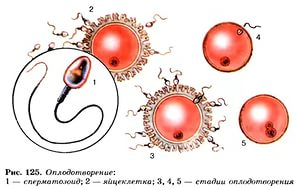 2
4
1
3
5
Рис. 125. Оплодотворение:
1 — сперматозоид; 2 — яйцеклетка; 3, 4, 5 — стадии оплодотворения